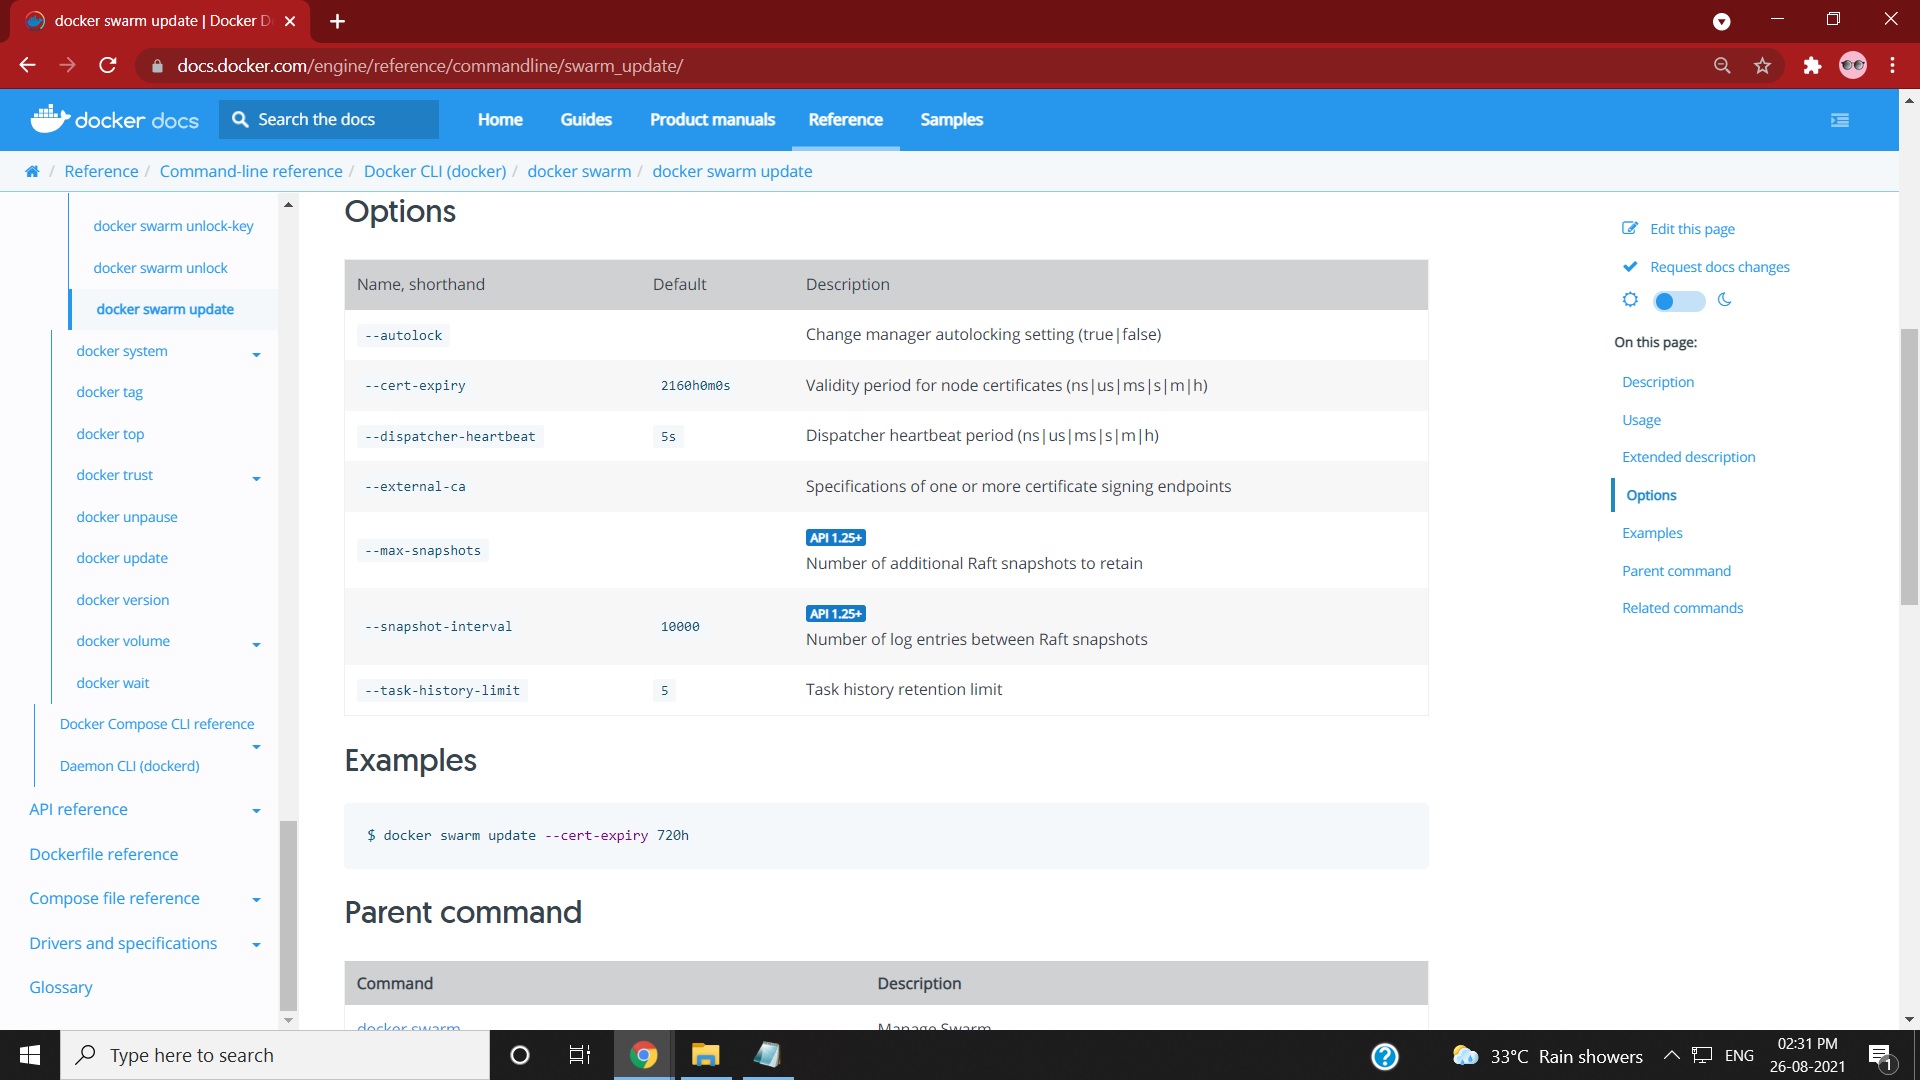 docker swarm update | Docker D
docs.docker.com/engine/reference/commandline/swarm_update/
docker docs
Search the docs
Home
Guides
Product manuals
Reference
Samples
/ Reference / Command-line reference / Docker CLI (docker) / docker swarm / docker swarm update
docker swarm unlock-key
docker swarm unlock
docker swarm update
docker system
docker tag
docker top
docker trust
docker unpause
docker update
docker version
docker volume
docker wait
Docker Compose CLI reference
Daemon CLI (dockerd)
API reference
Dockerfile reference
Compose file reference
Drivers and specifications
Glossary
Options
Name, shorthand Default Description
--autolock Change manager autolocking setting (true|false)
--cert-expiry 2160h0m0s Validity period for node certificates (ns|us|ms|s|m|h)
--dispatcher-heartbeat 5s Dispatcher heartbeat period (ns|us|ms|s|m|h)
--external-ca Specifications of one or more certificate signing endpoints
API 1.25+
--max-snapshots Number of additional Raft snapshots to retain
API 1.25+
--snapshot-interval 10000 Number of log entries between Raft snapshots
--task-history-limit 5 Task history retention limit
Examples
$ docker swarm update --cert-expiry 720h
Parent command
Command Description
docker swarm Manage Swarm
Edit this page
Request docs changes
On this page:
Description
Usage
Extended description
Options
Examples
Parent command
Related commands
Type here to search
33°C Rain showers
ENG
02:31 PM
26-08-2021
1